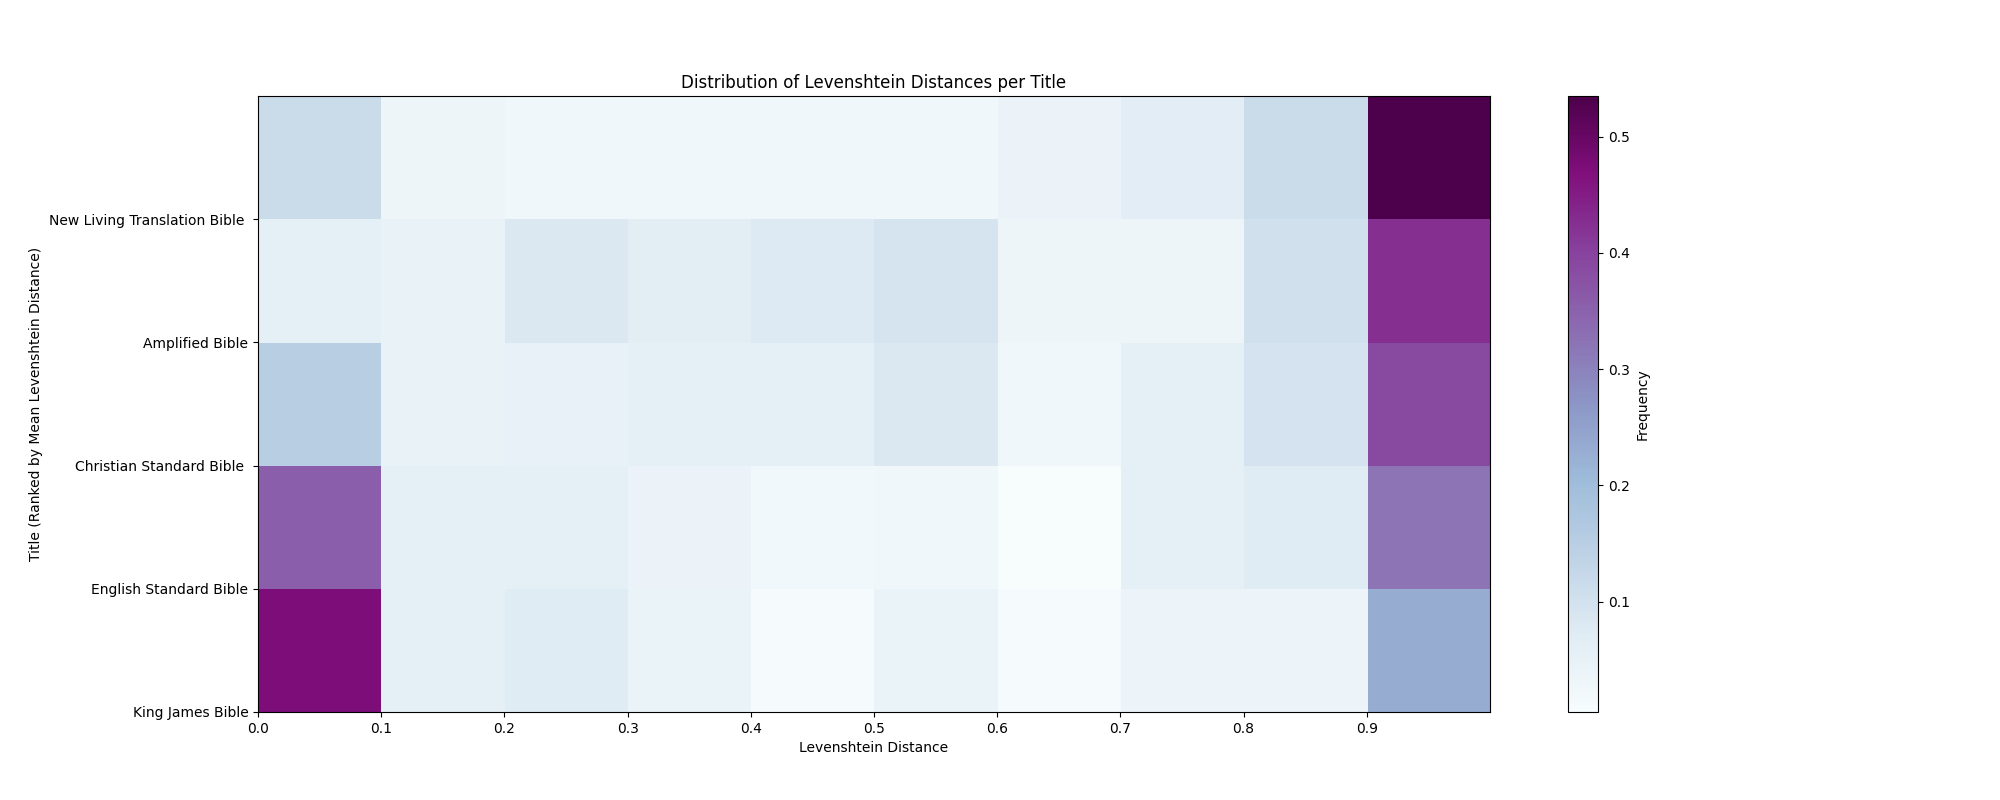 Distribution of Levenshtein Distances per Title
Title (Ranked by Mean Levenshtein Distance)
New Living Translation Bible
Amplified Bible
Christian Standard Bible
English Standard Bible
King James Bible
0.0 0.1 0.2 0.3 0.4 0.5 0.6 0.7 0.8 0.9
Levenshtein Distance
0.5
0.4
0.3
0.2
0.1
Frequency